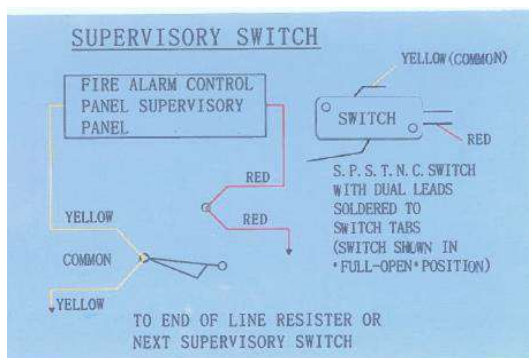 SUPERVISORY SWITCH
FIRE ALARM CONTROL
PANEL SUPERVISORY
PANEL
YELLOW(COMMON)
SWITCH
RED
S.P.S.T.N.C.SWITCH
WITH DUAL LEADS
SOLDERED TO
SWITCH TABS
(SWITCH SHOWN IN
"FULL-OPEN" POSITION)
RED
RED
YELLOW
COMMON
YELLOW
TO END OF LINE RESISTER OR
NEXT SUPERVISORY SWITCH